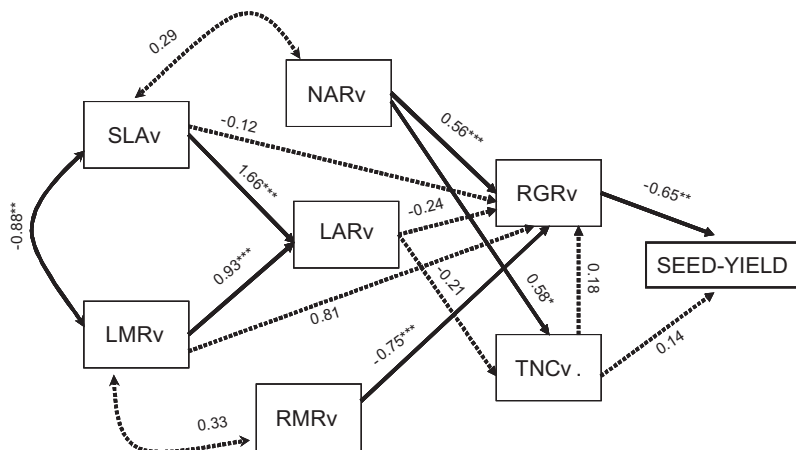 0.29
NARv
SLAv
-0.12
0.56***
1.66***
RGRv
-0.65**
-0.24
LARv
-0.88**
0.93***
SEED-YIELD
-0.21
0.58*
0.18
0.81
LMRv
-0.75***
0.14
TNCv .
0.33
RMRv